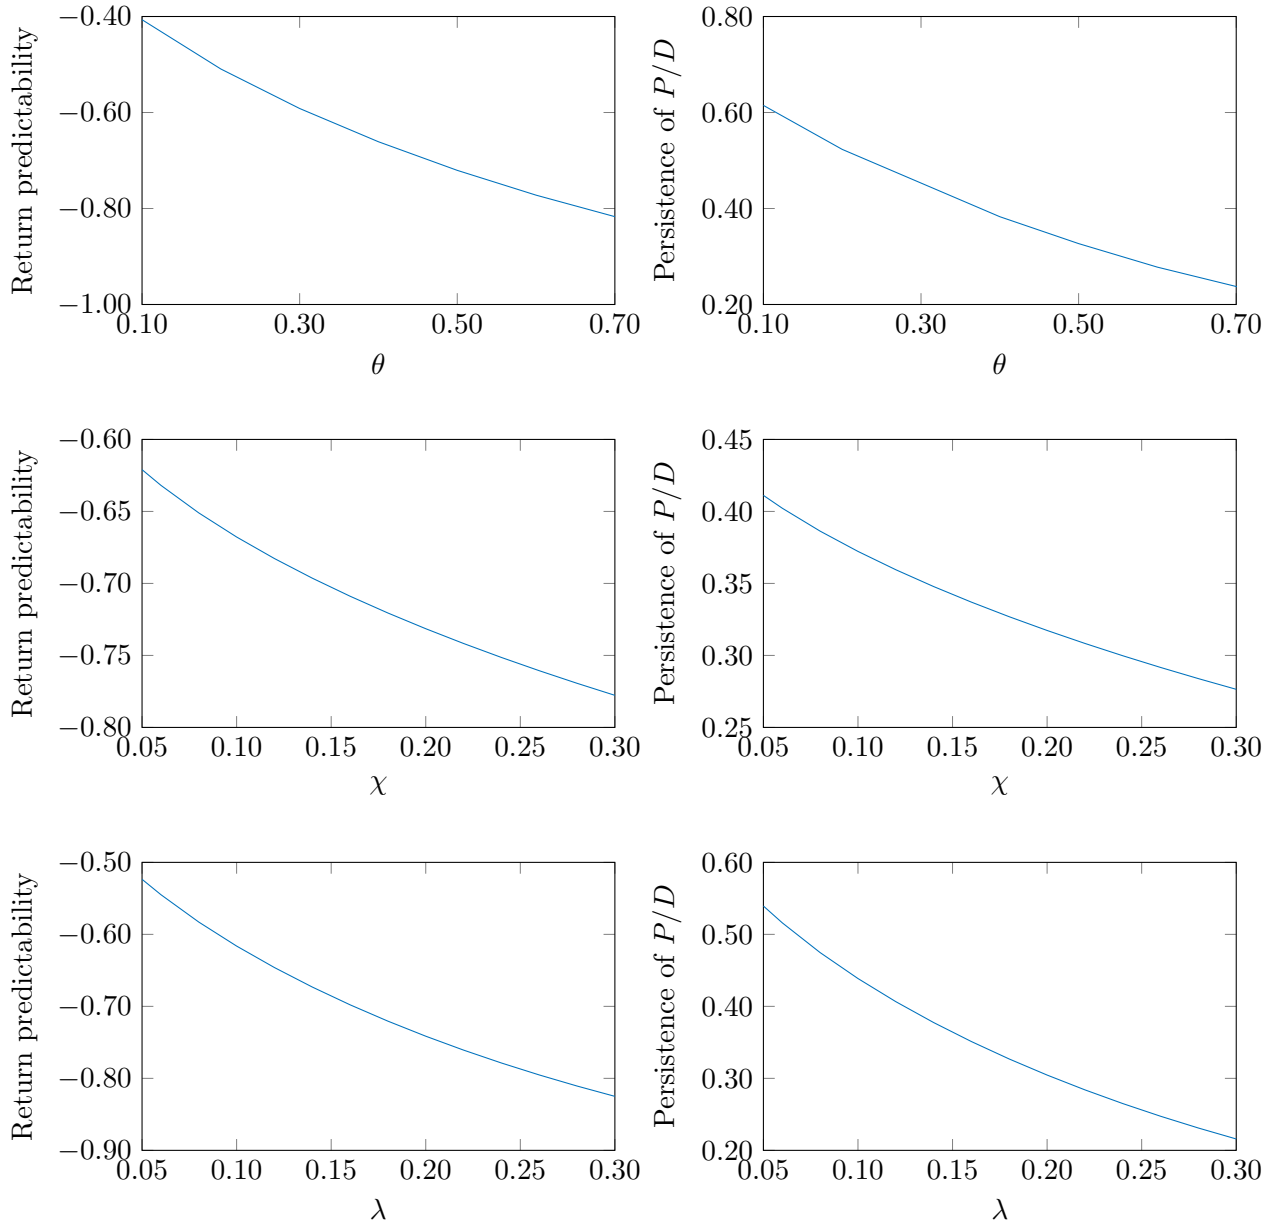 Return predictability
−0.40
−0.60
−0.80
−1.00
0.10 0.30 0.50 0.70
θ
Persistence of P/D
0.80
0.60
0.40
0.20
0.10 0.30 0.50 0.70
θ
Return predictability
−0.60
−0.65
−0.70
−0.75
−0.80
0.05 0.10 0.15 0.20 0.25 0.30
χ
Persistence of P/D
0.45
0.40
0.35
0.30
0.25
0.05 0.10 0.15 0.20 0.25 0.30
χ
Return predictability
−0.50
−0.60
−0.70
−0.80
−0.90
0.05 0.10 0.15 0.20 0.25 0.30
λ
Persistence of P/D
0.60
0.50
0.40
0.30
0.20
0.05 0.10 0.15 0.20 0.25 0.30
λ